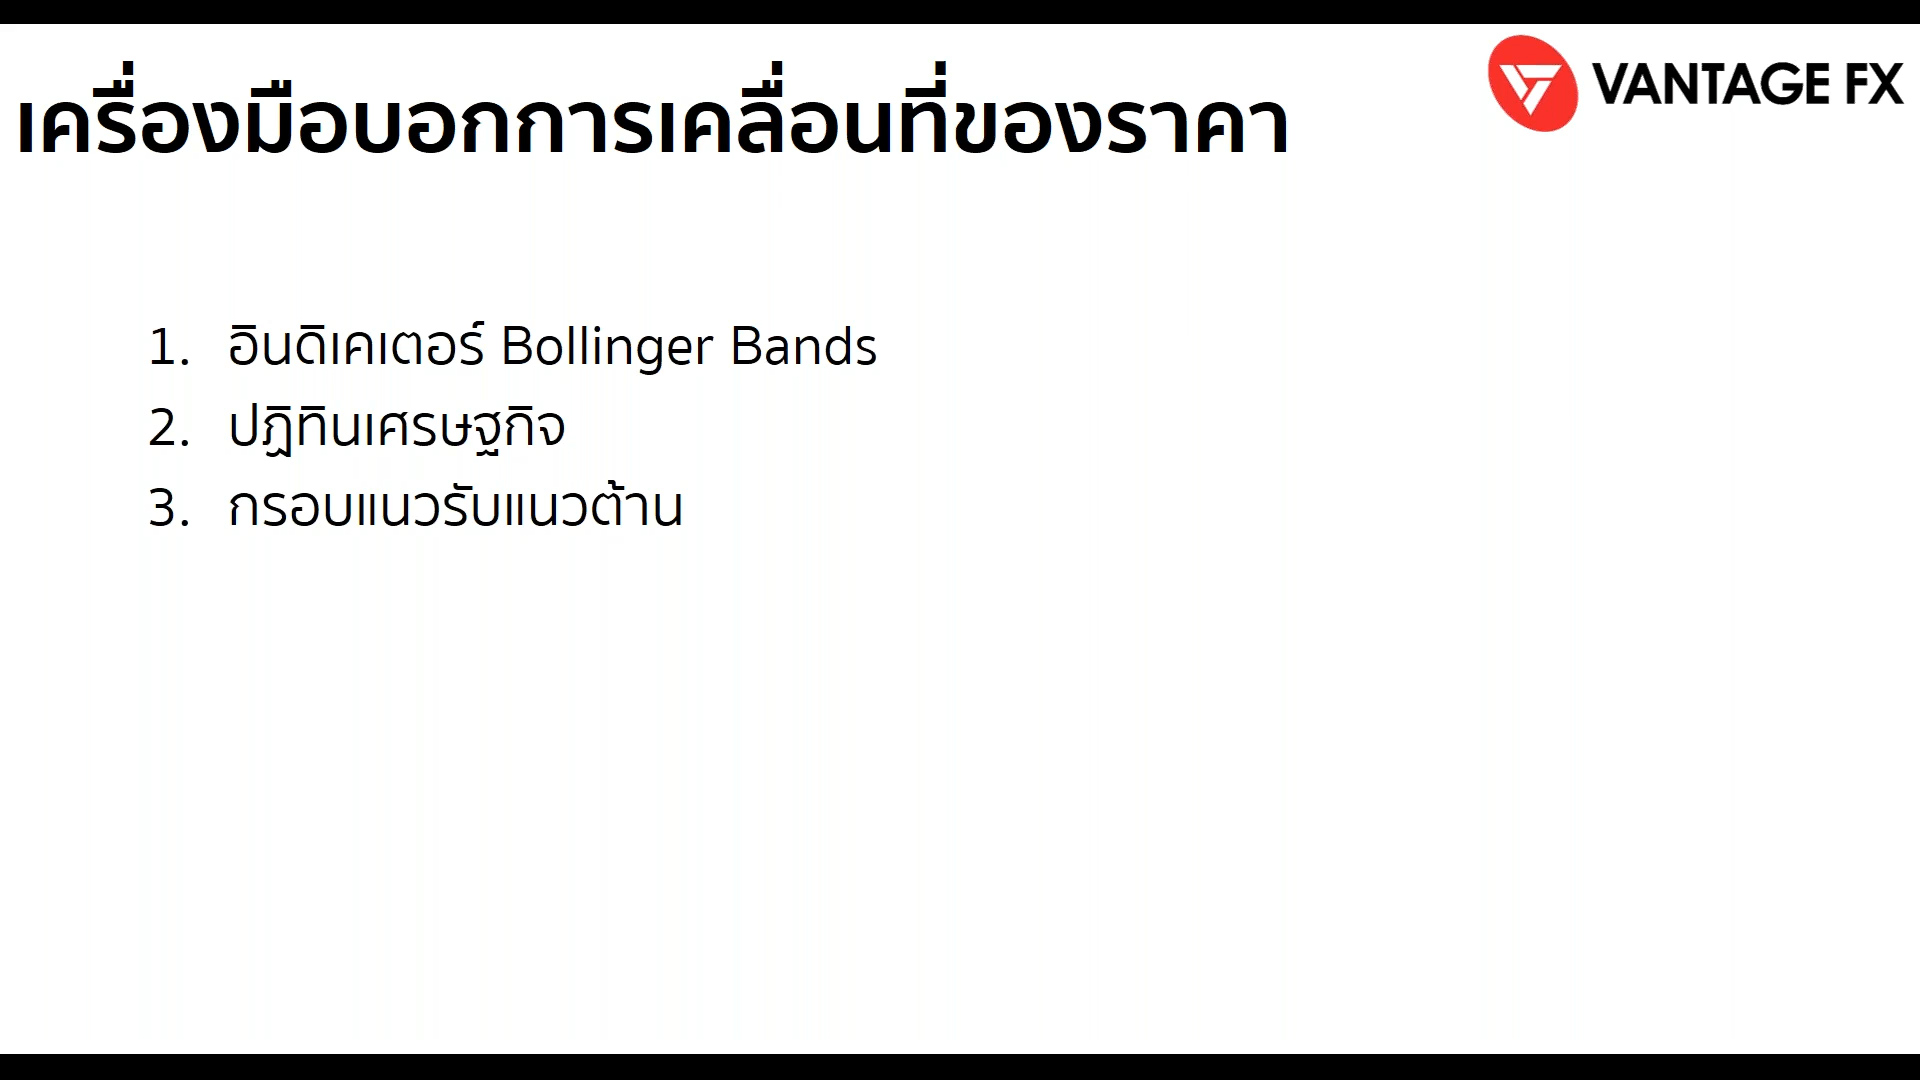 เครื่องมือบอกการเคลื่อนที่ของราคา
VANTAGE FX
1. อินดิเคเตอร์ Bollinger Bands
2. ปฏิทินเศรษฐกิจ
3. กรอบแนวรับแนวต้าน